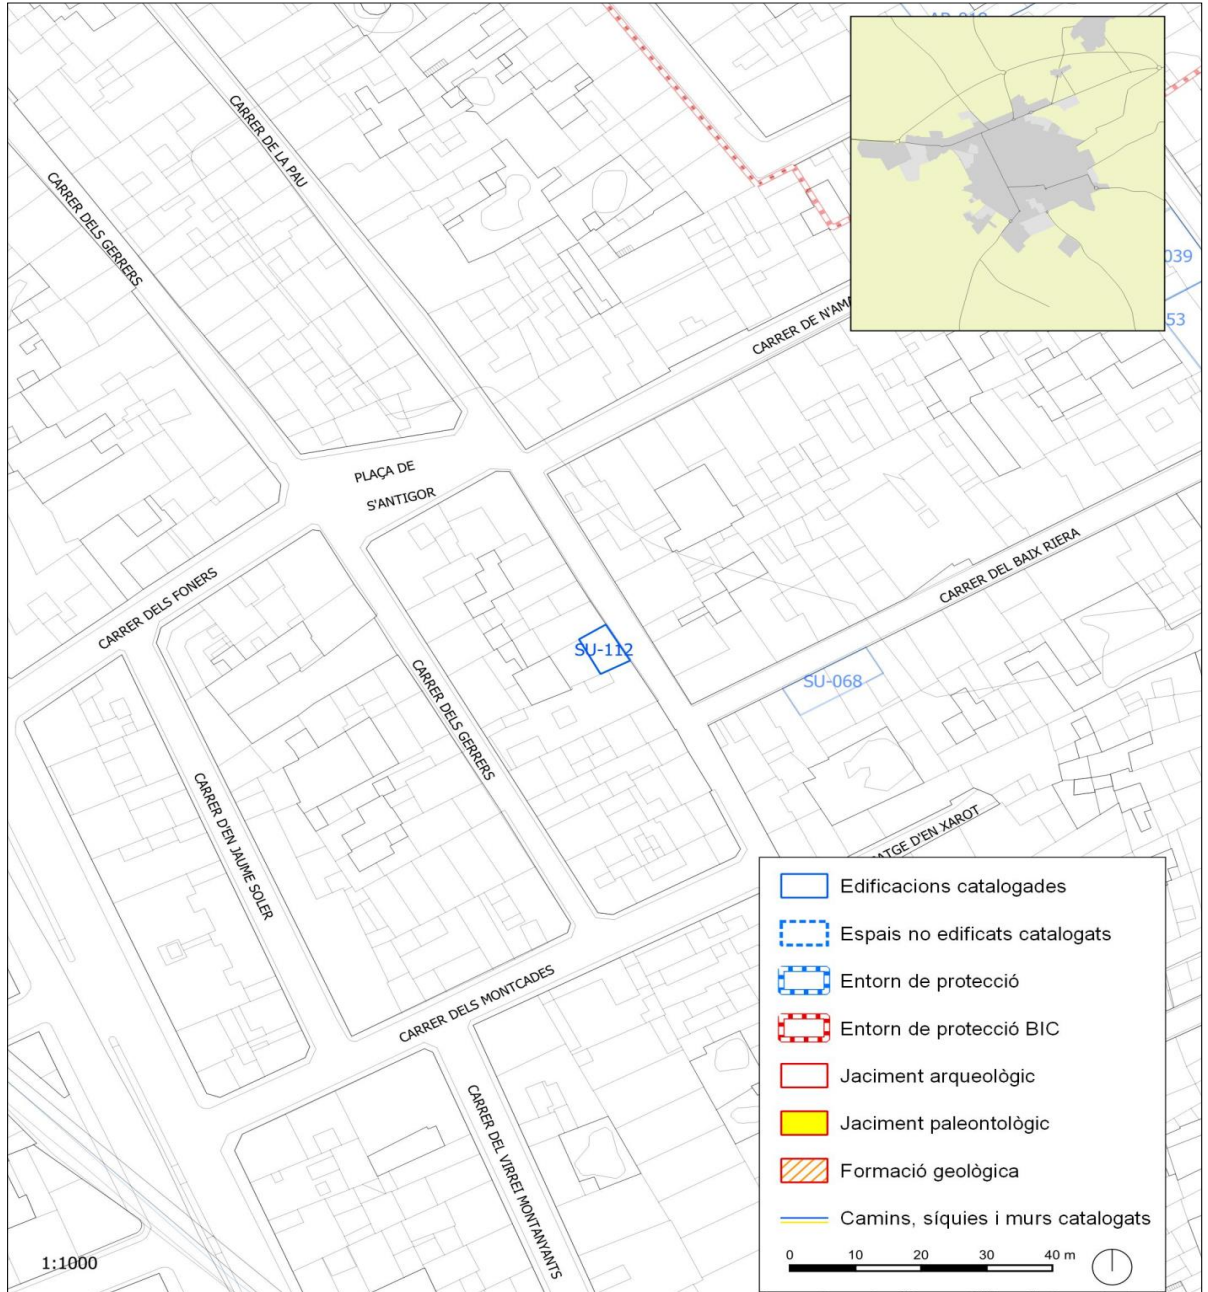 CARRER DE LA PAU
CARRER DELS GERRERS
039
53
CARRER DE N'AMA
PLAÇA DE
S'ANTIGOR
CARRER DEL BAIX RIERA
CARRER DELS FONERS
SU-112
SU-068
CARRER DELS GERRERS
CARRER D'EN JAUME SOLER
ATGE D'EN XAROT
CARRER DELS MONTCADES
CARRER DEL VIRREI MONTANYANTS
Edificacions catalogades
Espais no edificats catalogats
Entorn de protecció
Entorn de protecció BIC
Jaciment arqueològic
Jaciment paleontològic
Formació geològica
Camins, síquies i murs catalogats
0 10 20 30 40 m
1:1000